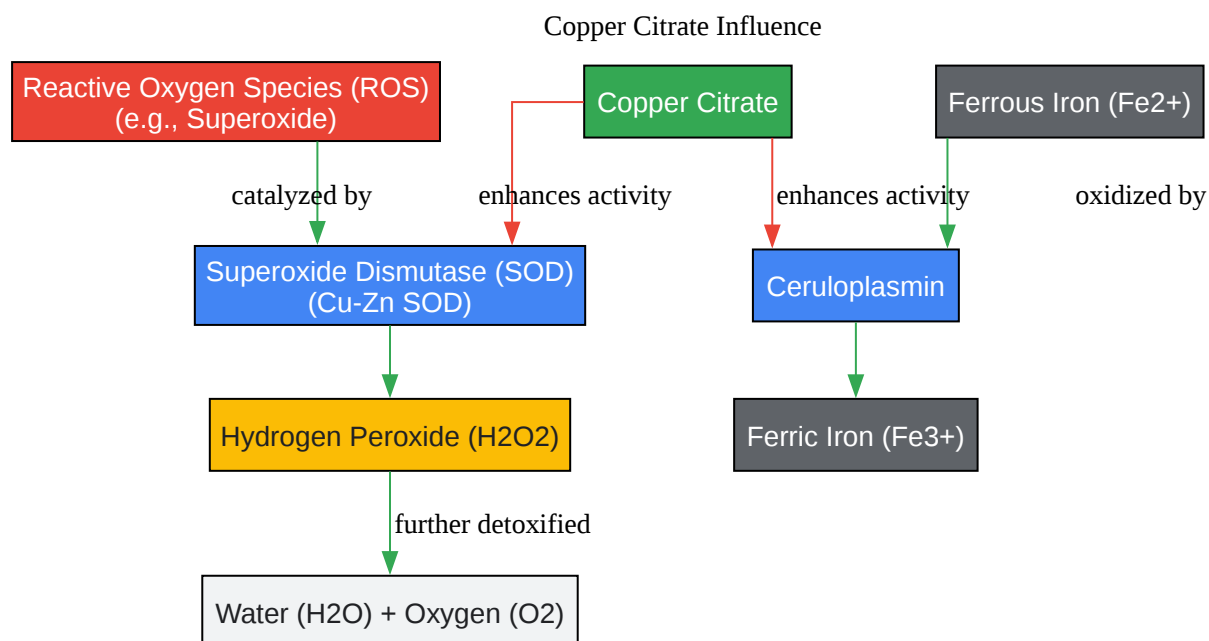 Copper Citrate Influence
Reactive Oxygen Species (ROS)
(e.g., Superoxide)
Copper Citrate
Ferrous Iron (Fe2+)
catalyzed by
enhances activity
enhances activity
oxidized by
Superoxide Dismutase (SOD)
(Cu-Zn SOD)
Ceruloplasmin
Hydrogen Peroxide (H2O2)
Ferric Iron (Fe3+)
further detoxified
Water (H2O) + Oxygen (O2)